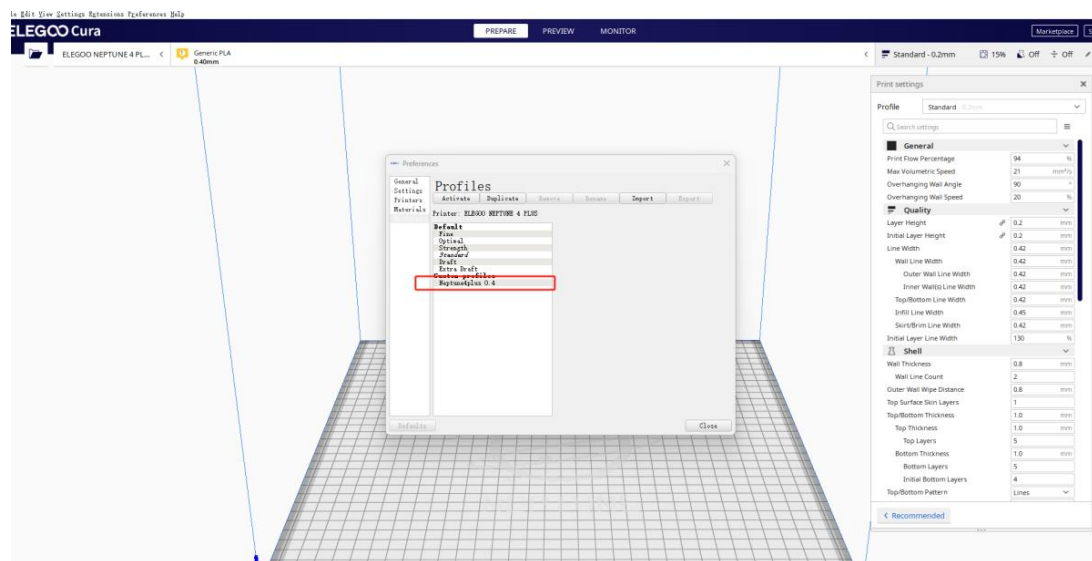 le Edit View Settings Extensions Preferences Help
ELEGOO Cura
PREPARE PREVIEW MONITOR
Marketplace S
ELEGOO NEPTUNE 4 PL... <
Generic PLA
0.40mm
<
Standard - 0.2mm 15% Off Off
Print settings
Profile Standard - 0.2mm
Search settings
General
Print Flow Percentage 94 %
Max Volumetric Speed 21 mm³/s
Overhanging Wall Angle 90 °
Overhanging Wall Speed 20 %
Quality
Layer Height 0.2 mm
Initial Layer Height 0.2 mm
Line Width 0.42 mm
Wall Line Width 0.42 mm
Outer Wall Line Width 0.42 mm
Inner Wall(s) Line Width 0.42 mm
Top/Bottom Line Width 0.42 mm
Infill Line Width 0.45 mm
Skirt/Brim Line Width 0.42 mm
Initial Layer Line Width 130 %
Shell
Wall Thickness 0.8 mm
Wall Line Count 2
Outer Wall Wipe Distance 0.8 mm
Top Surface Skin Layers 1
Top/Bottom Thickness 1.0 mm
Top Thickness 1.0 mm
Top Layers 5
Bottom Thickness 1.0 mm
Bottom Layers 5
Initial Bottom Layers 4
Top/Bottom Pattern Lines
< Recommended
Preferences
General
Settings
Printers
Materials
Profiles
Activate Duplicate Remove Rename Import Export
Printer: ELEGOO NEPTUNE 4 PLUS
Default
Fine
Optimal
Strength
Standard
Draft
Extra Draft
Custom profiles
Neptune4plus 0.4
Defaults
Close